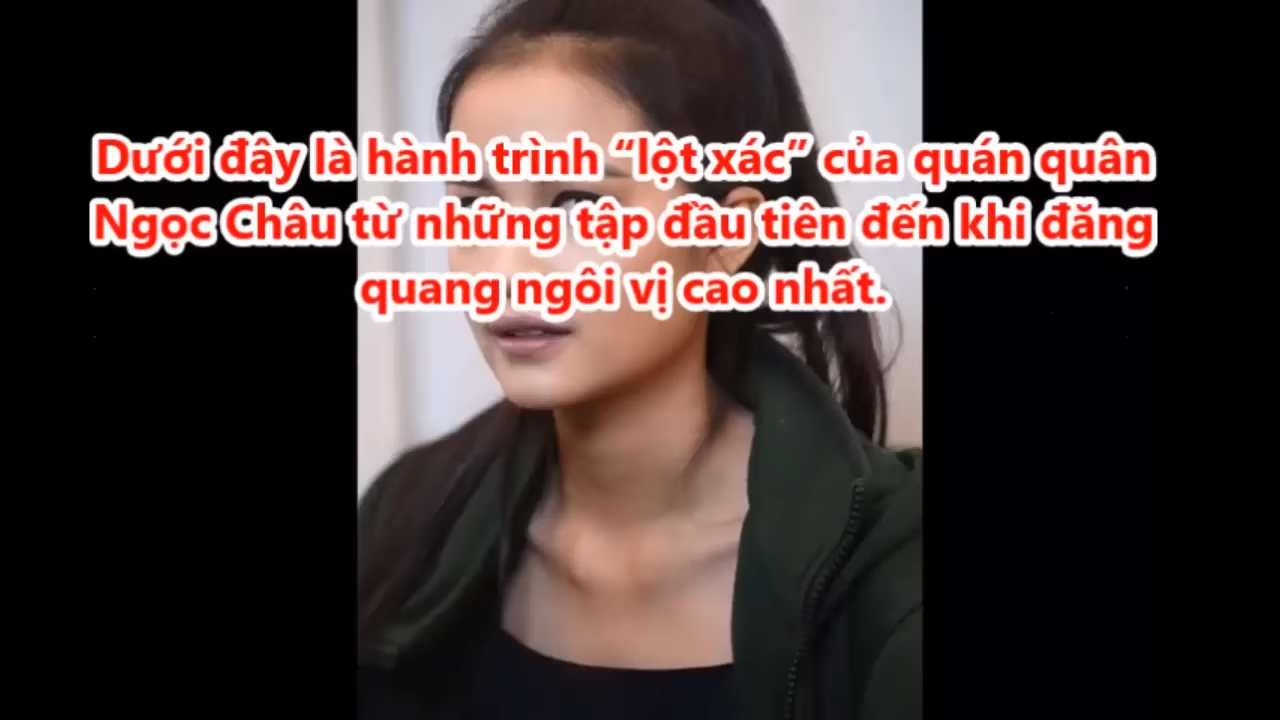 Dưới đây là hành trình “lột xác” của quán quân
Ngọc Châu từ những tập đầu tiên đến khi đăng
quang ngôi vị cao nhất.